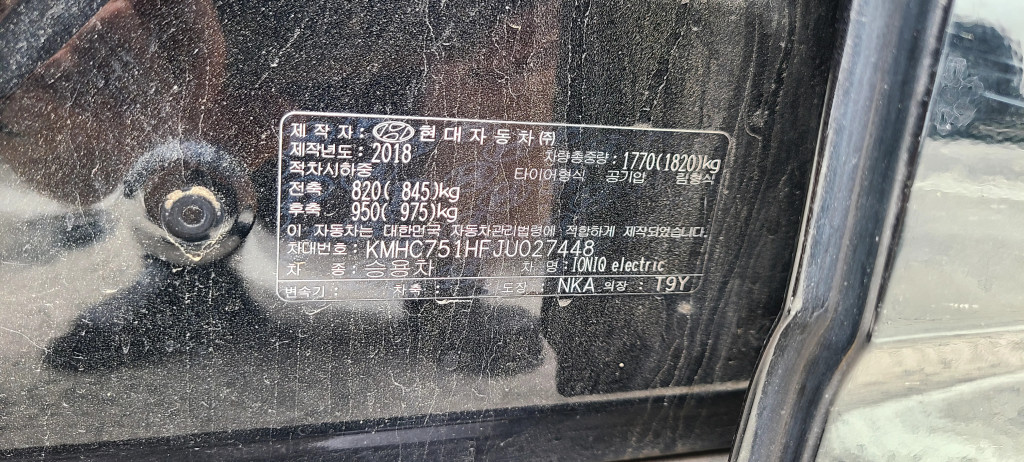 제 작 자 : 현대자동차㈜
제작년도 : 2018 차량총중량 : 1770(1820)kg
적차시하중 타이어형식 공기압 림형식
전축 820( 845)kg
후축 950( 975)kg
이 자동차는 대한민국 자동차관리법령에 적합하게 제작되었습니다.
차대번호 : KMHC751HFJU027448
차 종 : 승용차 차 명 : IONIQ electric
변속기 : 차축 : 도장 : NKA 의장 : T9Y